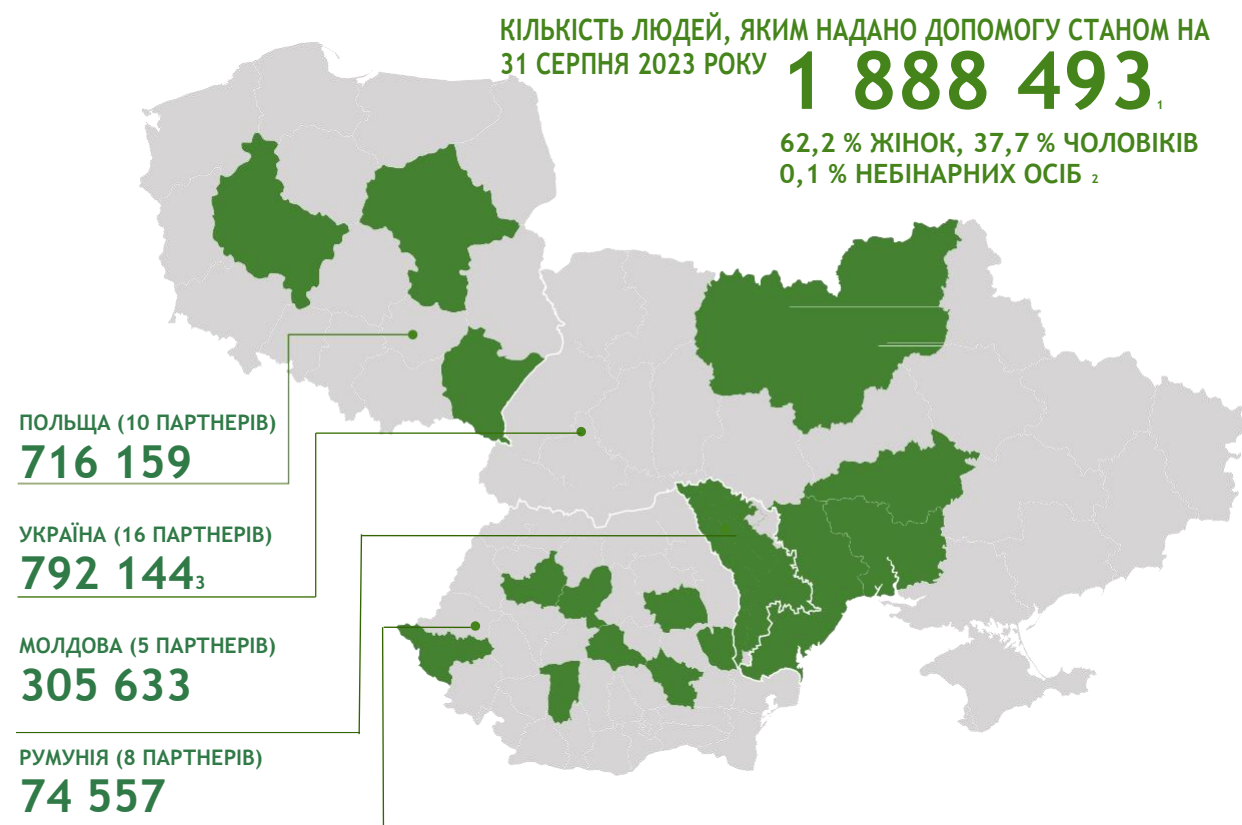 КІЛЬКІСТЬ ЛЮДЕЙ, ЯКИМ НАДАНО ДОПОМОГУ СТАНОМ НА
31 СЕРПНЯ 2023 РОКУ 1 888 493 1
62,2 % ЖІНОК, 37,7 % ЧОЛОВІКІВ
0,1 % НЕБІНАРНИХ ОСІБ 2
ПОЛЬЩА (10 ПАРТНЕРІВ)
716 159
УКРАЇНА (16 ПАРТНЕРІВ)
792 144 3
МОЛДОВА (5 ПАРТНЕРІВ)
305 633
РУМУНІЯ (8 ПАРТНЕРІВ)
74 557